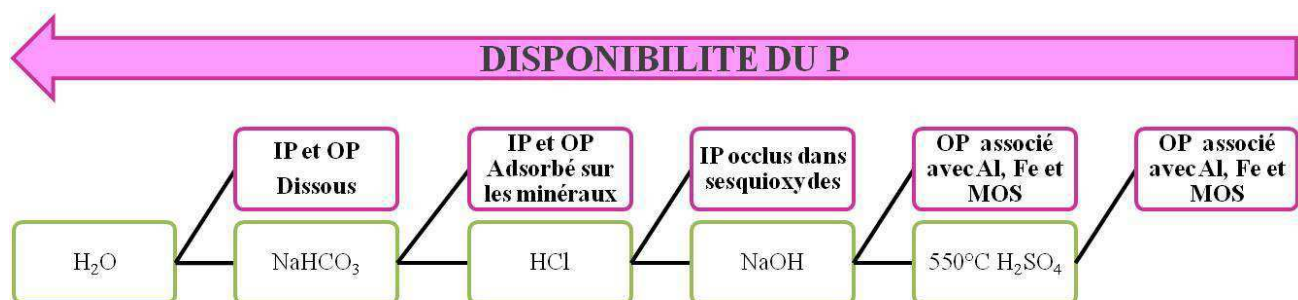 DISPONIBILITE DU P
IP et OP
Dissous
IP et OP
Adsorbé sur
les minéraux
IP occlus dans
sesquioxydes
OP associé
avec Al, Fe et
MOS
OP associé
avec Al, Fe et
MOS
H₂O
NaHCO₃
HCl
NaOH
550°C H₂SO₄